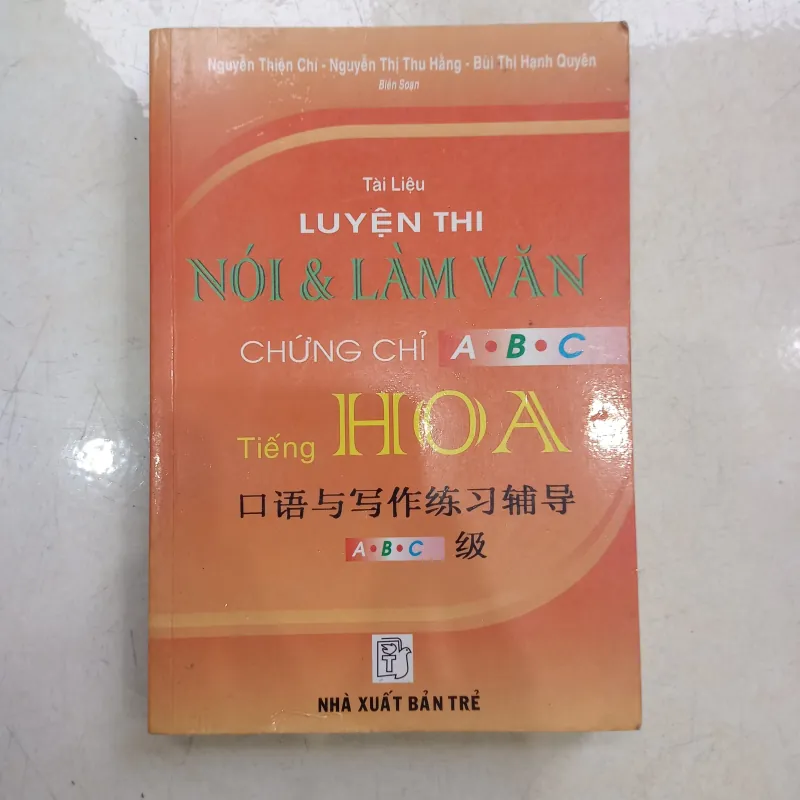 Nguyễn Thiện Chí - Nguyễn Thị Thu Hằng - Bùi Thị Hạnh Quyên
Biên Soạn
Tài Liệu
LUYỆN THI
NÓI & LÀM VĂN
CHỨNG CHỈ A•B•C
Tiếng HOA
口语与写作练习辅导
A•B•C 级
T
NHÀ XUẤT BẢN TRẺ